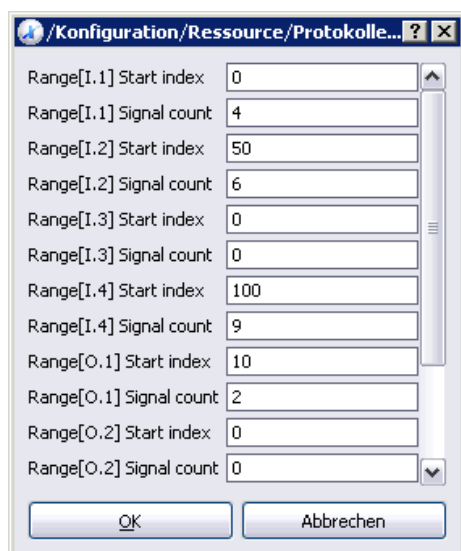 /Konfiguration/Ressource/Protokolle...
Range[I.1] Start index 0
Range[I.1] Signal count 4
Range[I.2] Start index 50
Range[I.2] Signal count 6
Range[I.3] Start index 0
Range[I.3] Signal count 0
Range[I.4] Start index 100
Range[I.4] Signal count 9
Range[O.1] Start index 10
Range[O.1] Signal count 2
Range[O.2] Start index 0
Range[O.2] Signal count 0
OK Abbrechen